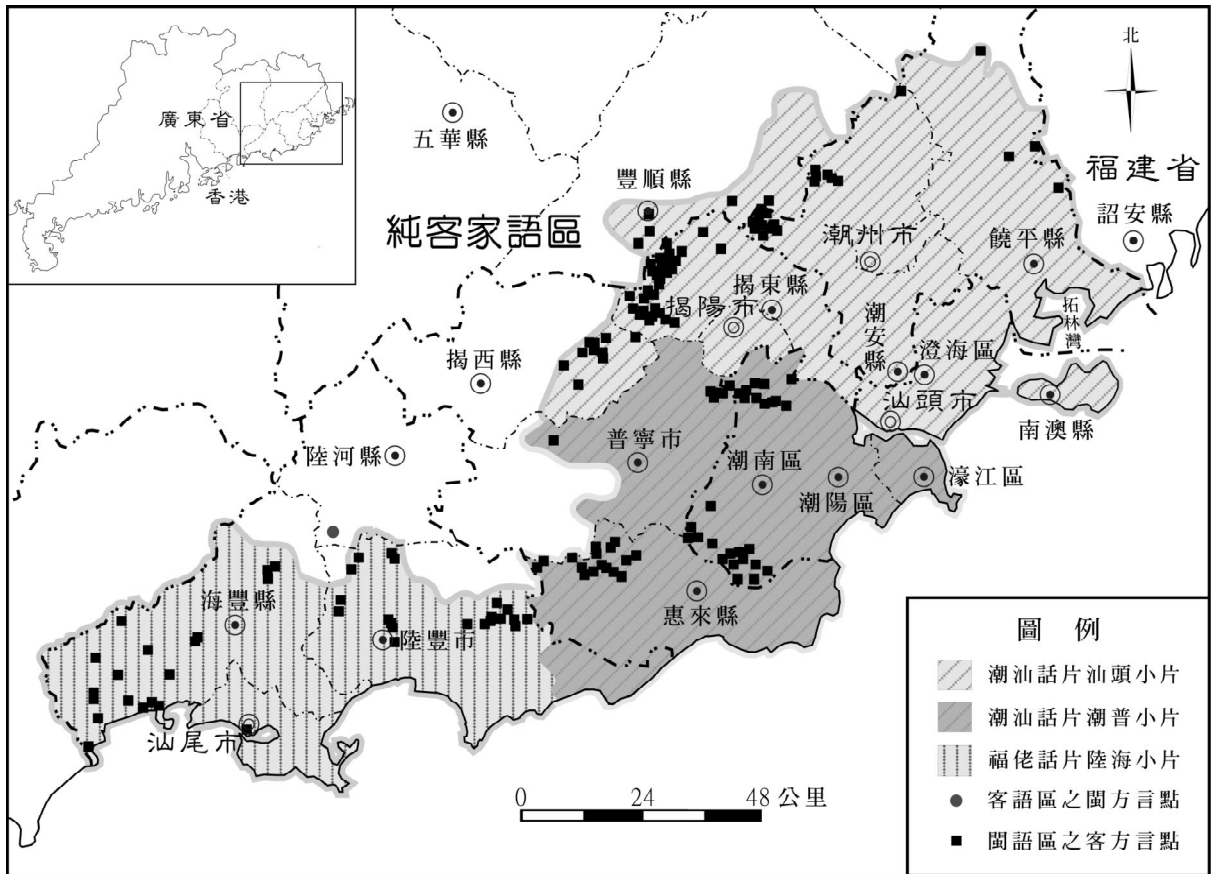 廣東省
香港
北
五華縣
豐順縣
福建省
詔安縣
純客家語區
潮州市
饒平縣
揭東縣
揭陽市
拓林灣
潮安縣
澄海區
揭西縣
汕頭市
南澳縣
普寧市
陸河縣
潮南區
潮陽區
濠江區
海豐縣
惠來縣
陸豐市
汕尾市
0 24 48 公里
圖 例
潮汕話片汕頭小片
潮汕話片潮普小片
福佬話片陸海小片
客語區之閩方言點
閩語區之客方言點